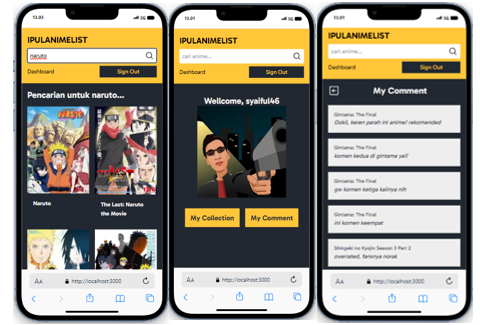 13.03
5G
IPULANIMELIST
naruto
Dashboard
Sign Out
Pencarian untuk naruto...
Naruto
The Last: Naruto
the Movie
AA
http://localhost:3000
13.01
5G
IPULANIMELIST
cari anime...
Dashboard
Sign Out
Wellcome, syaiful46
My Collection
My Comment
AA
http://localhost:3000
13.01
5G
IPULANIMELIST
cari anime...
Dashboard
Sign Out
My Comment
Gintama: The Final
Gokil, keren parah ini anime! rekomended
Gintama: The Final
komen kedua di gintama ya!!
Gintama: The Final
gw komen ketiga kalinya nih
Gintama: The Final
ini komen keempat
Shingeki no Kyojin Season 3 Part 2
overrated, fansnya norak
AA
http://localhost:3000